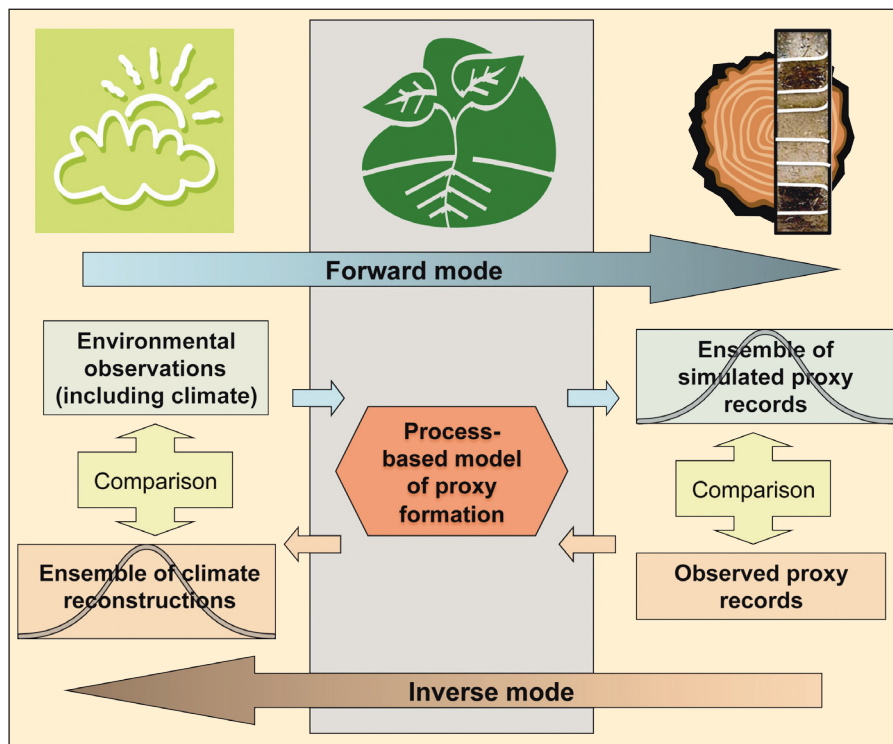 Forward mode
Environmental
observations
(including climate)
Ensemble of
simulated proxy
records
Process-
based model
of proxy
formation
Comparison
Comparison
Ensemble of climate
reconstructions
Observed proxy
records
Inverse mode